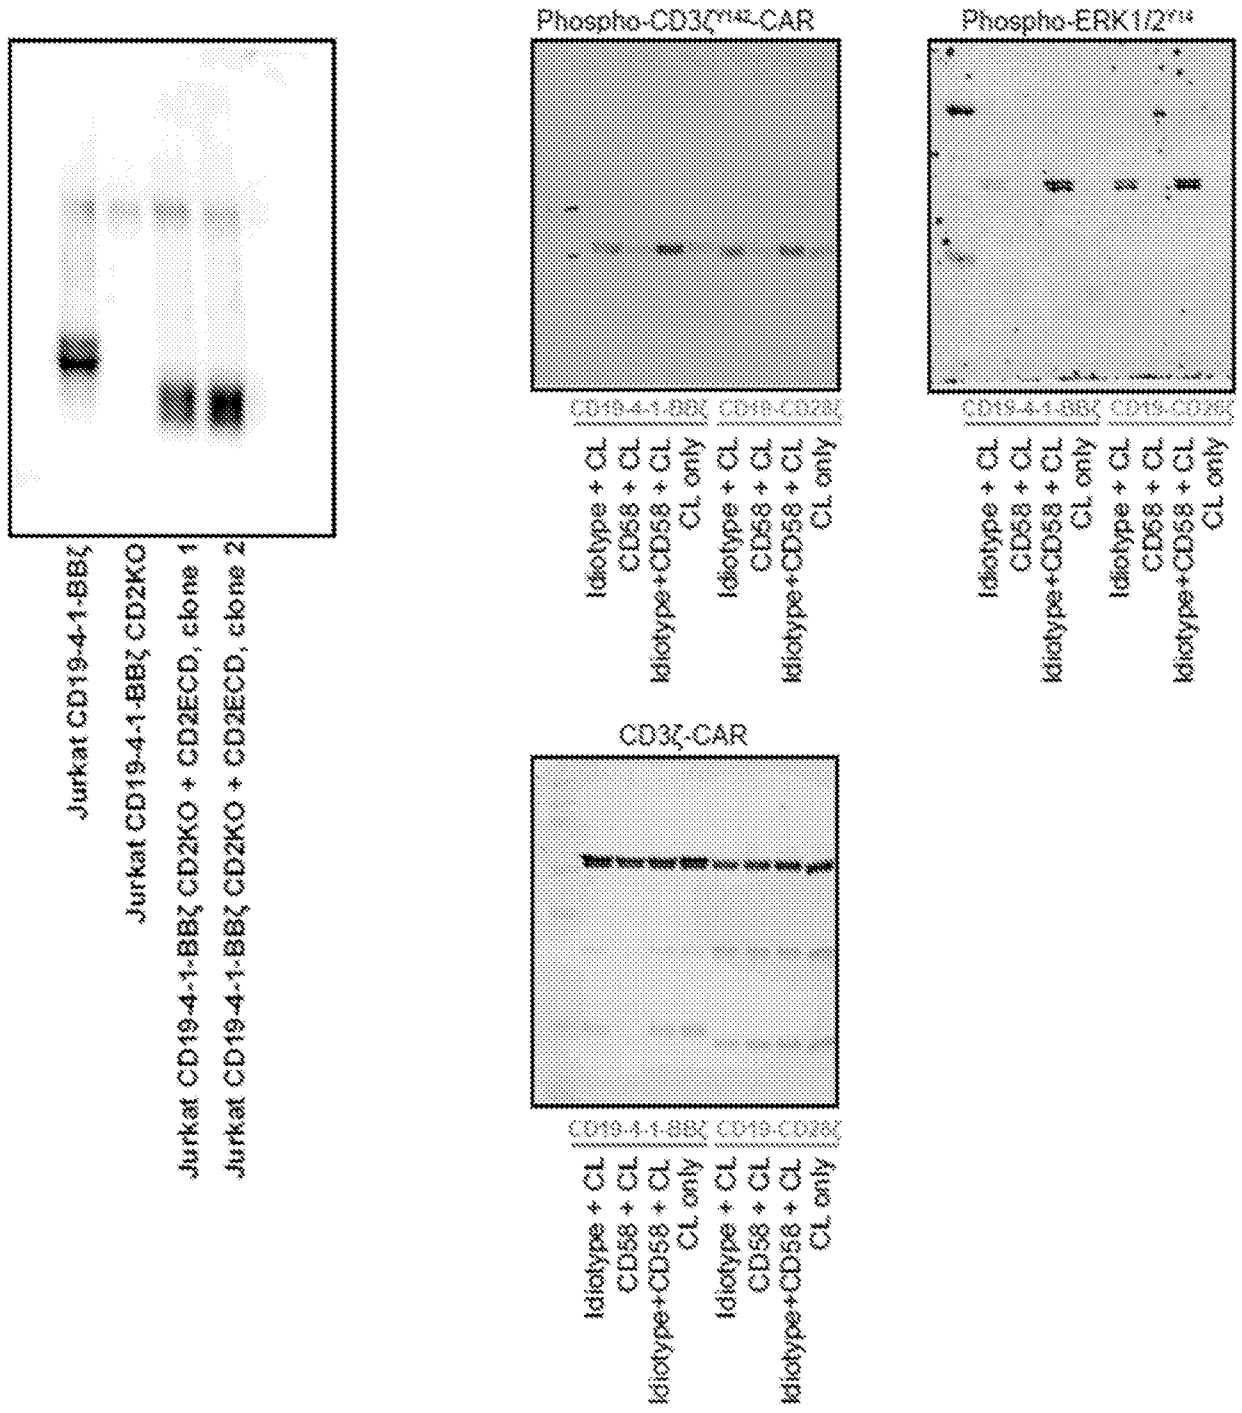 Jurkat CD19-4-1-BBζ
Jurkat CD19-4-1-BBζ CD2KO
Jurkat CD19-4-1-BBζ CD2KO + CD2ECD, clone 1
Jurkat CD19-4-1-BBζ CD2KO + CD2ECD, clone 2
Phospho-CD3ζ Y142-CAR
CD19-4-1-BBζ CD19-CD28ζ
Idiotype + CL
CD58 + CL
Idiotype+CD58 + CL
CL only
Idiotype + CL
CD58 + CL
Idiotype+CD58 + CL
CL only
Phospho-ERK1/2
CD19-4-1-BBζ CD19-CD28ζ
Idiotype + CL
CD58 + CL
Idiotype+CD58 + CL
CL only
Idiotype + CL
CD58 + CL
Idiotype+CD58 + CL
CL only
CD3ζ-CAR
CD19-4-1-BBζ CD19-CD28ζ
Idiotype + CL
CD58 + CL
Idiotype+CD58 + CL
CL only
Idiotype + CL
CD58 + CL
Idiotype+CD58 + CL
CL only